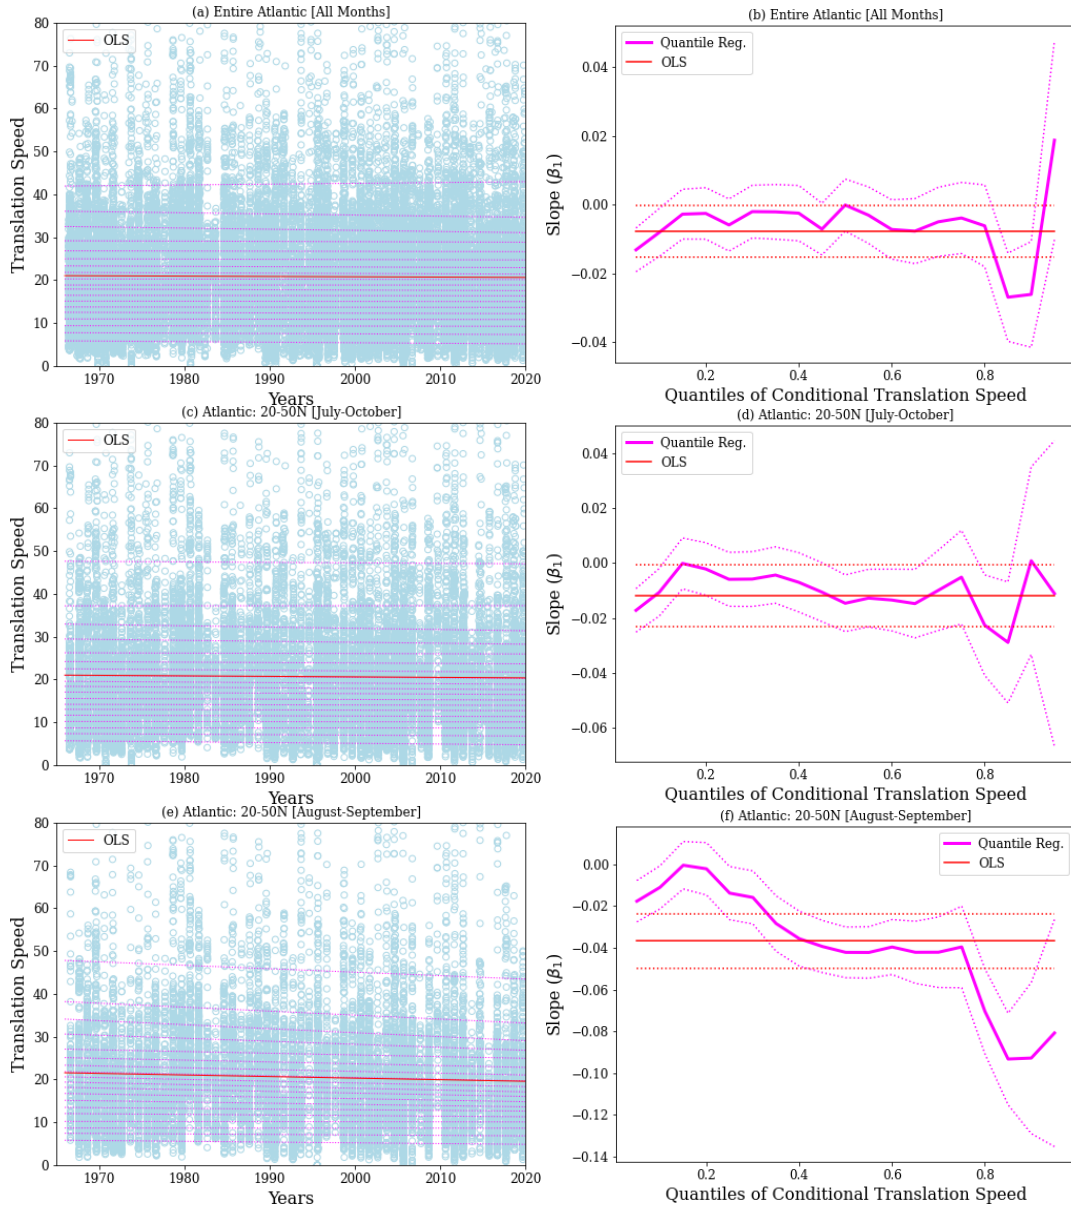 (a) Entire Atlantic [All Months]
OLS
Translation Speed
80
70
60
50
40
30
20
10
0
1970
1980
1990
2000
2010
2020
Years
(b) Entire Atlantic [All Months]
Quantile Reg.
OLS
Slope (β₁)
0.04
0.02
0.00
−0.02
−0.04
0.2
0.4
0.6
0.8
Quantiles of Conditional Translation Speed
(c) Atlantic: 20-50N [July-October]
OLS
Translation Speed
80
70
60
50
40
30
20
10
0
1970
1980
1990
2000
2010
2020
Years
(d) Atlantic: 20-50N [July-October]
Quantile Reg.
OLS
Slope (β₁)
0.04
0.02
0.00
−0.02
−0.04
−0.06
0.2
0.4
0.6
0.8
Quantiles of Conditional Translation Speed
(e) Atlantic: 20-50N [August-September]
OLS
Translation Speed
80
70
60
50
40
30
20
10
0
1970
1980
1990
2000
2010
2020
Years
(f) Atlantic: 20-50N [August-September]
Quantile Reg.
OLS
Slope (β₁)
0.00
−0.02
−0.04
−0.06
−0.08
−0.10
−0.12
−0.14
0.2
0.4
0.6
0.8
Quantiles of Conditional Translation Speed